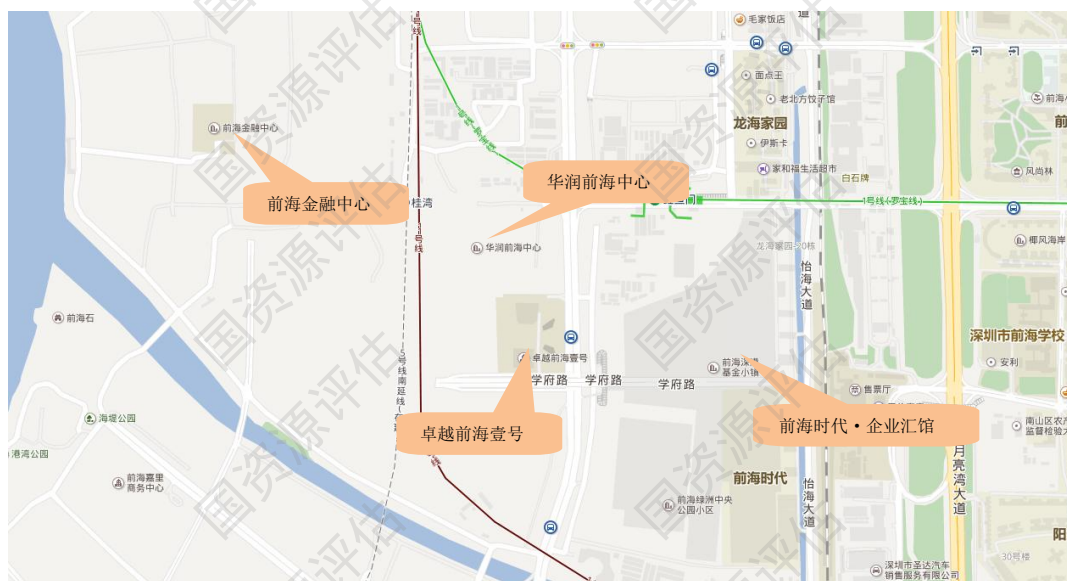 国资源评估
毛家饭店
面点王
老北方饺子馆
前海金融中心
龙海家园
伊斯卡
家和福生活超市
风尚林
白石牌
前海金融中心
华润前海中心
桂湾
1号线(罗宝线)
华润前海中心
龙海家园-20栋
椰风海岸
怡海大道
前海石
卓越前海壹号
前海深港
基金小镇
深圳市前海学校
安利
学府路
学府路
学府路
售票厅
海堤公园
卓越前海壹号
前海时代·企业汇馆
南山区农产
监督检验
港湾公园
前海嘉里
商务中心
前海时代
怡海大道
月亮湾大道
前海绿洲中央
公园小区
30号楼
深圳市圣达汽车
销售服务有限公司